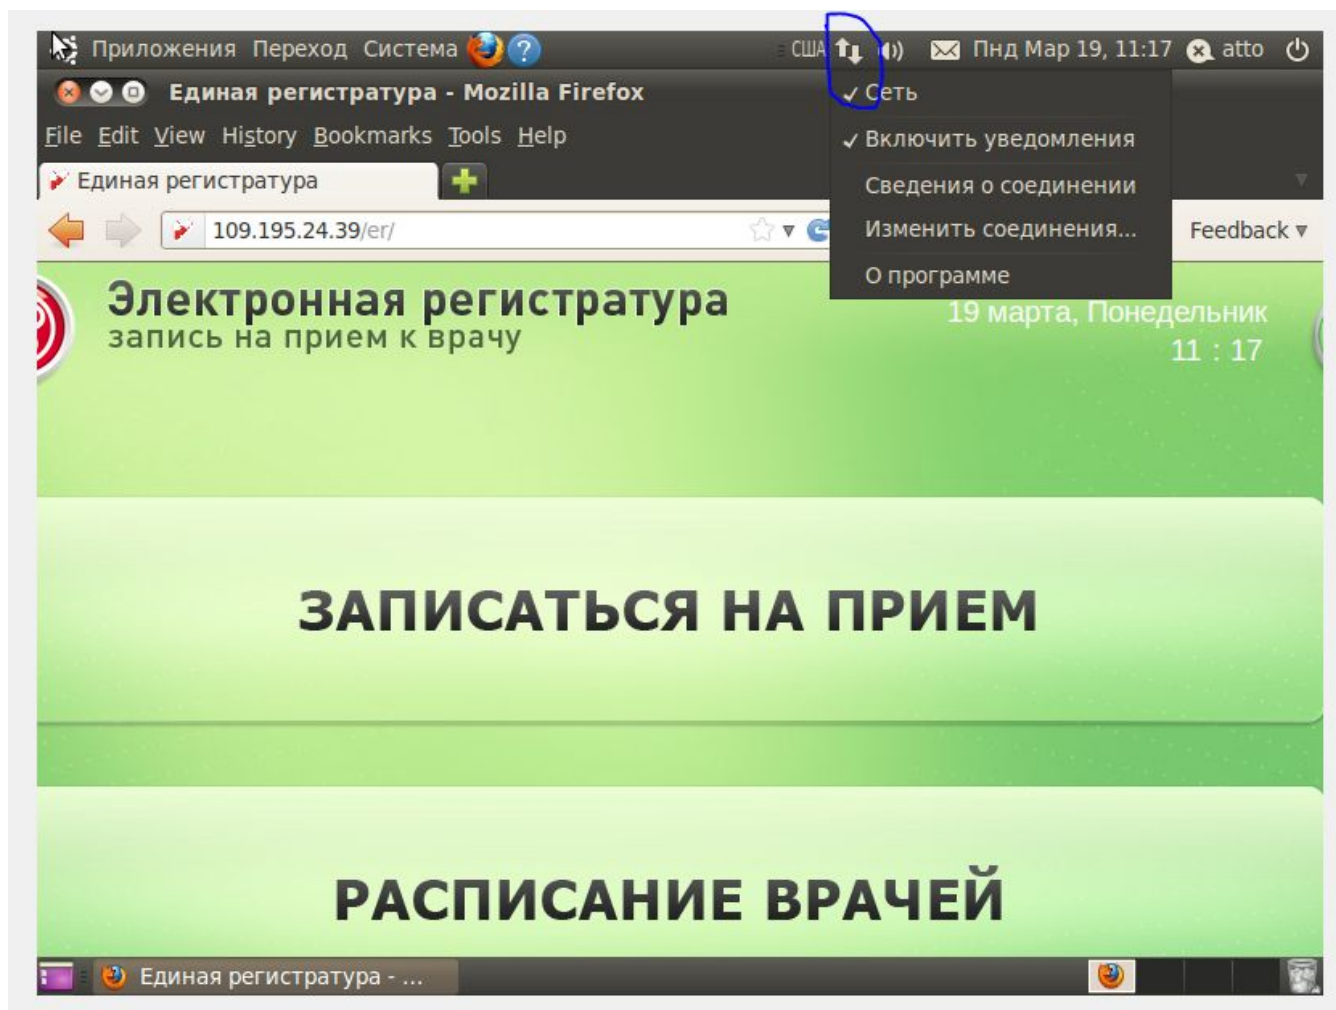 Приложения Переход Система США Пнд Мар 19, 11:17 atto
Единая регистратура - Mozilla Firefox
Сеть
File Edit View History Bookmarks Tools Help
Включить уведомления
Единая регистратура
Сведения о соединении
109.195.24.39/er/
Изменить соединения...
Feedback
О программе
Электронная регистратура
запись на прием к врачу
19 марта, Понедельник
11 : 17
ЗАПИСАТЬСЯ НА ПРИЕМ
РАСПИСАНИЕ ВРАЧЕЙ
Единая регистратура - ...